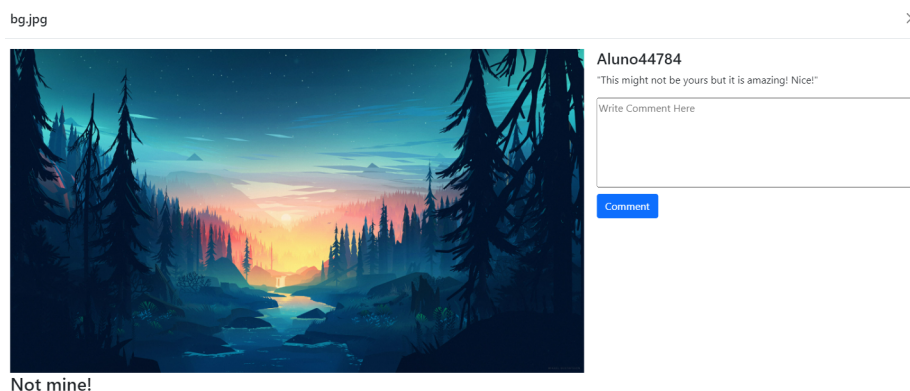 bg.jpg
Aluno44784
"This might not be yours but it is amazing! Nice!"
Write Comment Here
Comment
Not mine!